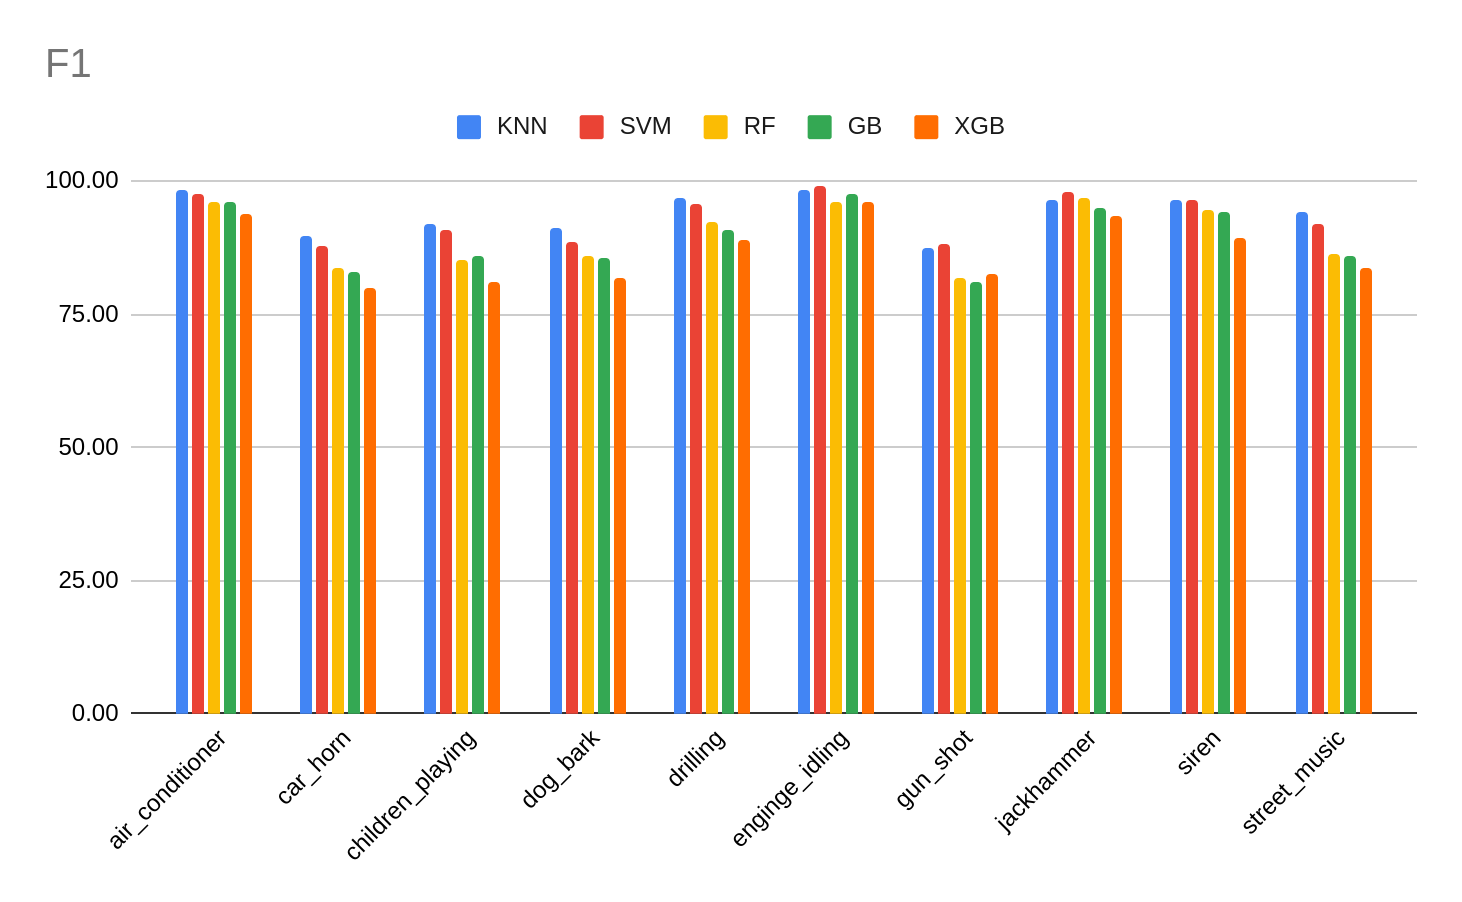 F1
KNN SVM RF GB XGB
100.00
75.00
50.00
25.00
0.00
air_conditioner
car_horn
children_playing
dog_bark
drilling
enginge_idling
gun_shot
jackhammer
siren
street_music